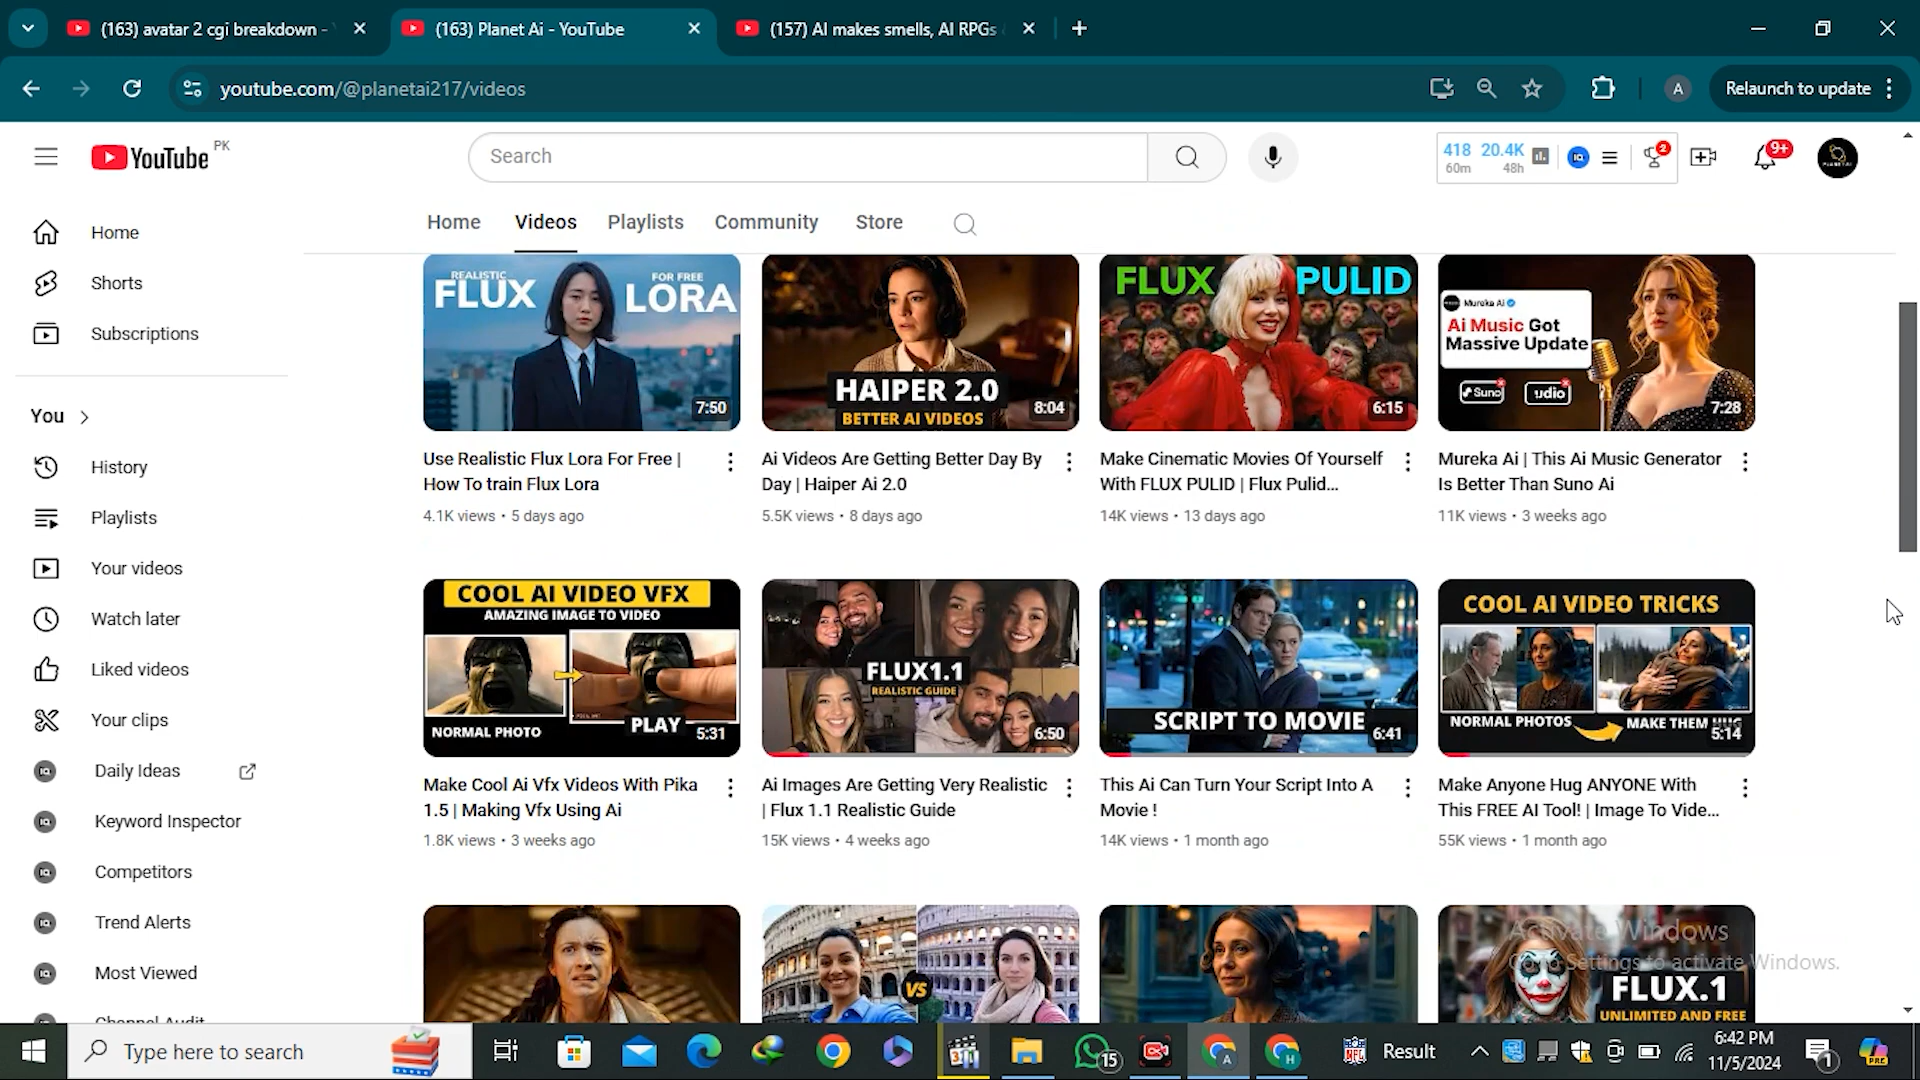 (163) avatar 2 cgi breakdown -
(163) Planet Ai - YouTube
(157) AI makes smells, AI RPGs
youtube.com/@planetai217/videos
A
Relaunch to update
YouTube PK
Search
418 60m
20.4K 48h
IQ
2
9+
Home
Videos
Playlists
Community
Store
Home
Shorts
Subscriptions
You
History
Playlists
Your videos
Watch later
Liked videos
Your clips
Daily Ideas
Keyword Inspector
Competitors
Trend Alerts
Most Viewed
Channel Audit
REALISTIC
FLUX
FOR FREE
LORA
7:50
Use Realistic Flux Lora For Free |
How To train Flux Lora
4.1K views • 5 days ago
HAIPER 2.0
BETTER AI VIDEOS
8:04
Ai Videos Are Getting Better Day By
Day | Haiper Ai 2.0
5.5K views • 8 days ago
FLUX PULID
6:15
Make Cinematic Movies Of Yourself
With FLUX PULID | Flux Pulid...
14K views • 13 days ago
Mureka Ai
Ai Music Got
Massive Update
Suno
udio
7:28
Mureka Ai | This Ai Music Generator
Is Better Than Suno Ai
11K views • 3 weeks ago
COOL AI VIDEO VFX
AMAZING IMAGE TO VIDEO
NORMAL PHOTO
PLAY
5:31
Make Cool Ai Vfx Videos With Pika
1.5 | Making Vfx Using Ai
1.8K views • 3 weeks ago
FLUX1.1
REALISTIC GUIDE
6:50
Ai Images Are Getting Very Realistic
| Flux 1.1 Realistic Guide
15K views • 4 weeks ago
SCRIPT TO MOVIE
6:41
This Ai Can Turn Your Script Into A
Movie !
14K views • 1 month ago
COOL AI VIDEO TRICKS
NORMAL PHOTOS
MAKE THEM HUG
5:14
Make Anyone Hug ANYONE With
This FREE AI Tool! | Image To Vide...
55K views • 1 month ago
VS
FLUX.1
UNLIMITED AND FREE
Activate Windows
Go to Settings to activate Windows.
Type here to search
15
A
H
NFL
Result
6:42 PM
11/5/2024
1
PRE